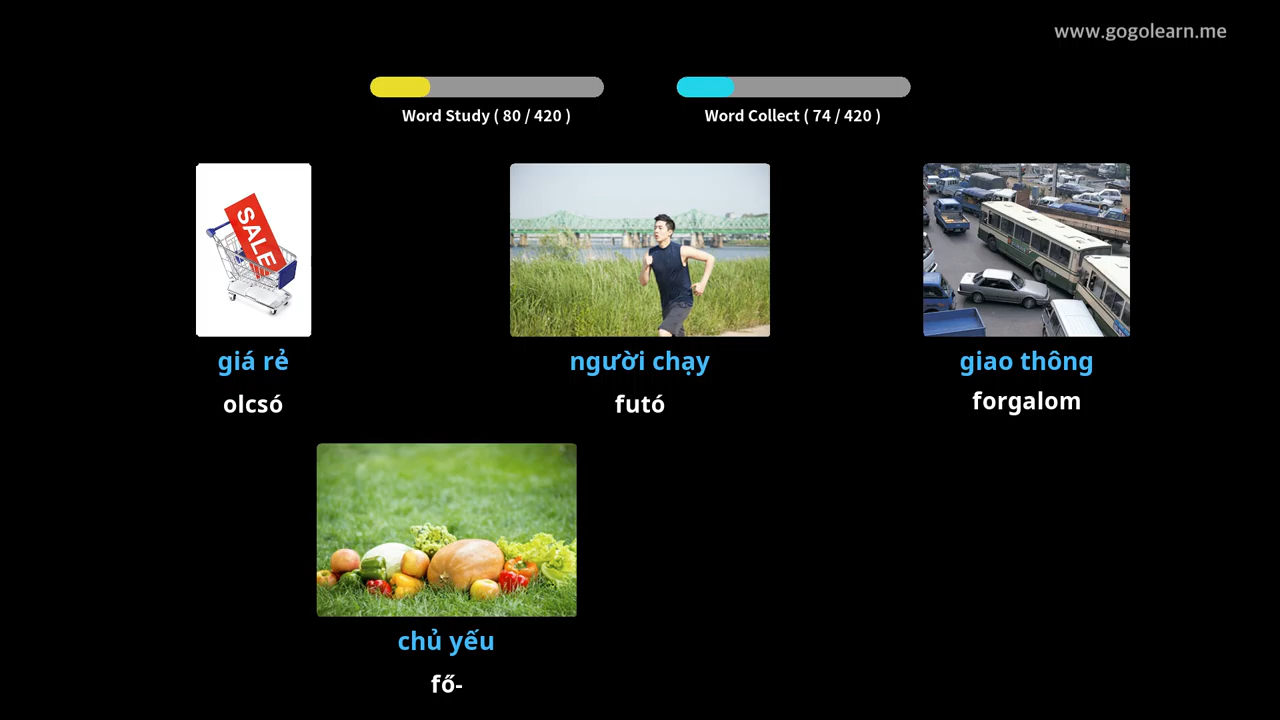 www.gogolearn.me
Word Study ( 80 / 420 )
Word Collect ( 74 / 420 )
SALE
giá rẻ
olcsó
người chạy
futó
giao thông
forgalom
chủ yếu
fő-